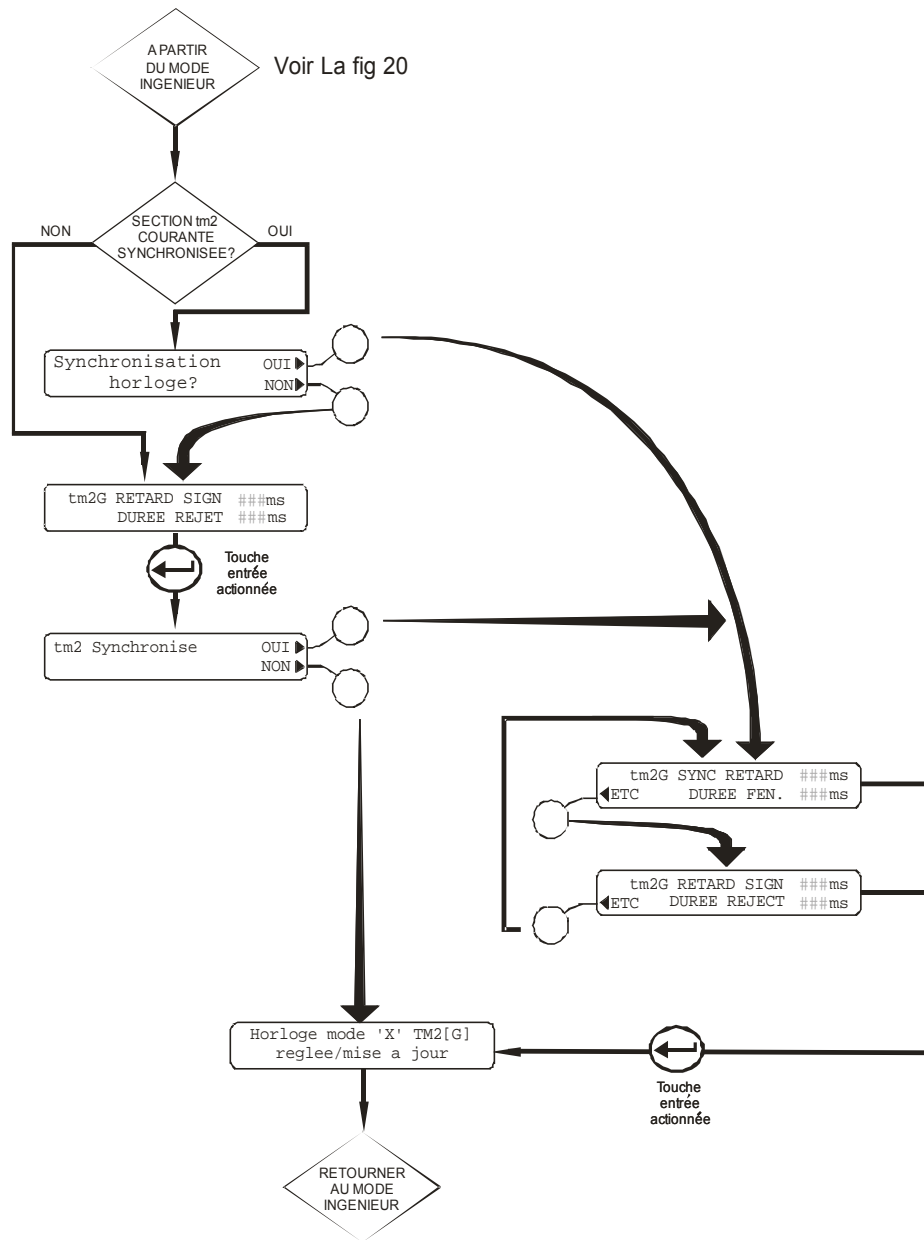 A PARTIR
DU MODE
INGENIEUR
Voir La fig 20
SECTION tm2
COURANTE
SYNCHRONISEE?
NON
OUI
Synchronisation OUI
horloge? NON
tm2G RETARD SIGN ###ms
DUREE REJET ###ms
Touche
entrée
actionnée
tm2 Synchronise OUI
NON
tm2G SYNC RETARD ###ms
ETC DUREE FEN. ###ms
tm2G RETARD SIGN ###ms
ETC DUREE REJECT ###ms
Horloge mode 'X' TM2[G]
reglee/mise a jour
Touche
entrée
actionnée
RETOURNER
AU MODE
INGENIEUR